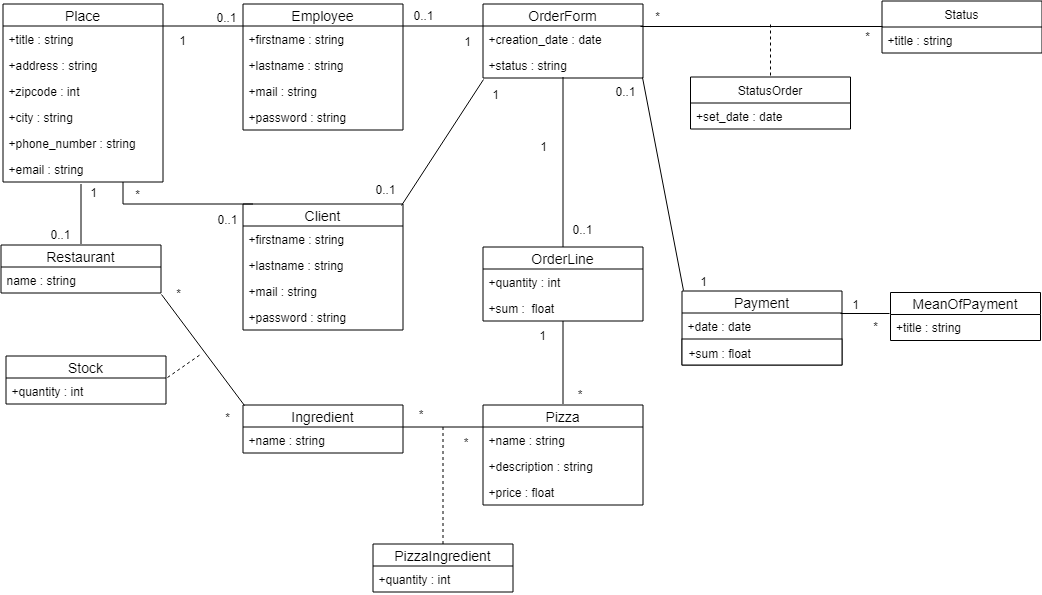 Place
+title : string
+address : string
+zipcode : int
+city : string
+phone_number : string
+email : string
0..1
1
Employee
+firstname : string
+lastname : string
+mail : string
+password : string
0..1
1
OrderForm
+creation_date : date
+status : string
*
*
Status
+title : string
StatusOrder
+set_date : date
1
0..1
1
0..1
1
0..1
1
*
0..1
Restaurant
name : string
0..1
Client
+firstname : string
+lastname : string
+mail : string
+password : string
0..1
OrderLine
+quantity : int
+sum : float
1
Payment
+date : date
+sum : float
1
*
MeanOfPayment
+title : string
*
Stock
+quantity : int
*
Ingredient
+name : string
*
*
1
*
Pizza
+name : string
+description : string
+price : float
PizzaIngredient
+quantity : int